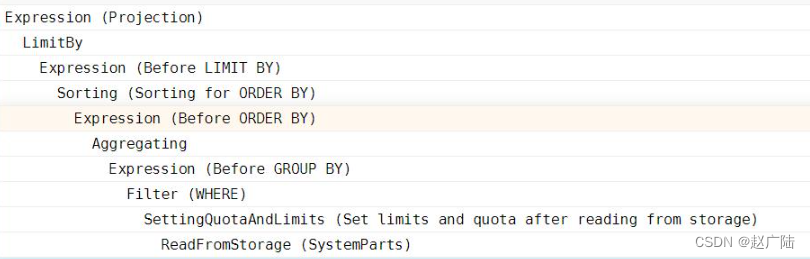 Expression (Projection)
LimitBy
Expression (Before LIMIT BY)
Sorting (Sorting for ORDER BY)
Expression (Before ORDER BY)
Aggregating
Expression (Before GROUP BY)
Filter (WHERE)
SettingQuotaAndLimits (Set limits and quota after reading from storage)
ReadFromStorage (SystemParts)
CSDN @赵广陆